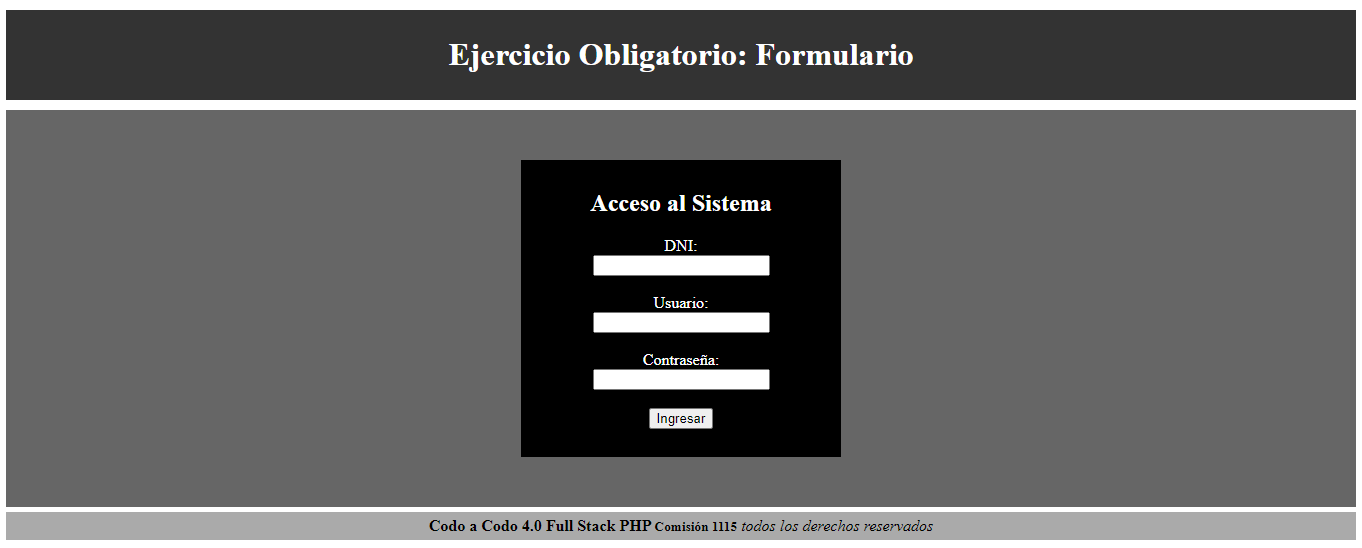 Ejercicio Obligatorio: Formulario
Acceso al Sistema
DNI:
Usuario:
Contraseña:
Ingresar
Codo a Codo 4.0 Full Stack PHP Comisión 1115 todos los derechos reservados